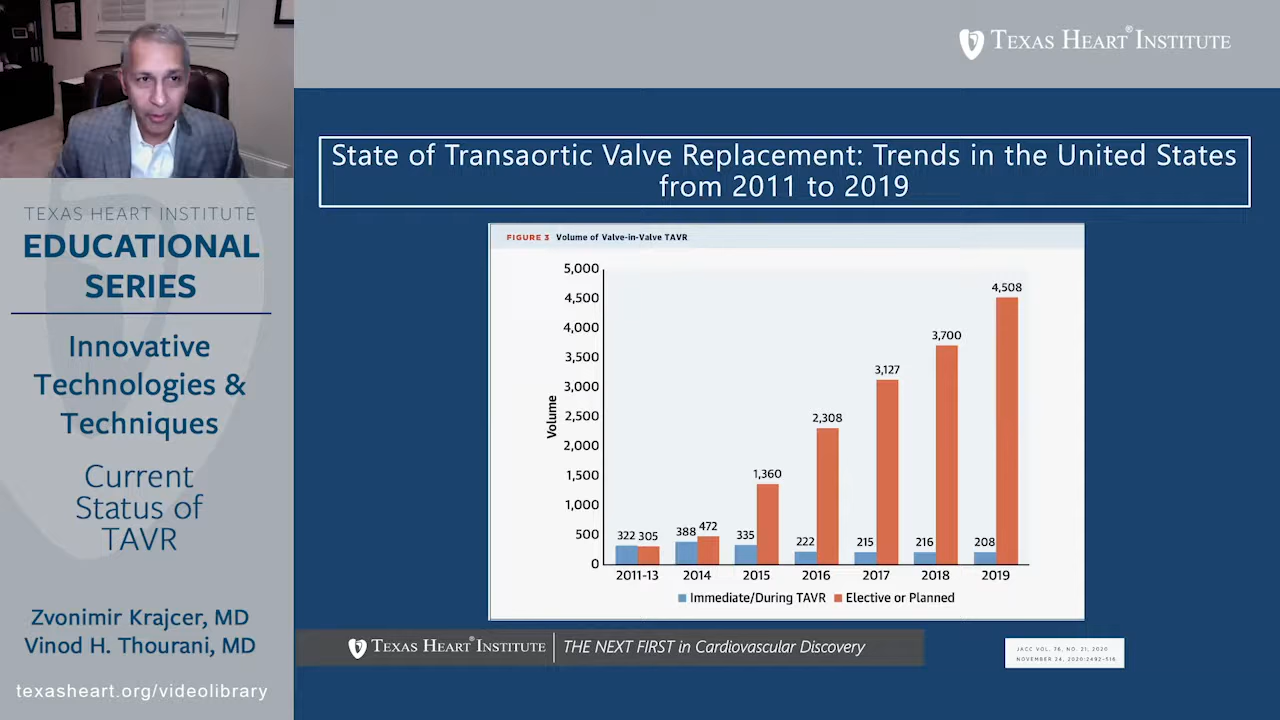 TEXAS HEART® INSTITUTE
State of Transaortic Valve Replacement: Trends in the United States
from 2011 to 2019
TEXAS HEART INSTITUTE
EDUCATIONAL
SERIES
Innovative
Technologies &
Techniques
Current
Status of
TAVR
Zvonimir Krajcer, MD
Vinod H. Thourani, MD
texasheart.org/videolibrary
FIGURE 3 Volume of Valve-in-Valve TAVR
Volume
5,000
4,500
4,000
3,500
3,000
2,500
2,000
1,500
1,000
500
0
322 305
388 472
335 1,360
222 2,308
215 3,127
216 3,700
208 4,508
2011-13 2014 2015 2016 2017 2018 2019
Immediate/During TAVR Elective or Planned
TEXAS HEART® INSTITUTE THE NEXT FIRST in Cardiovascular Discovery
JACC VOL. 76, NO. 21, 2020
NOVEMBER 24, 2020:2492-516